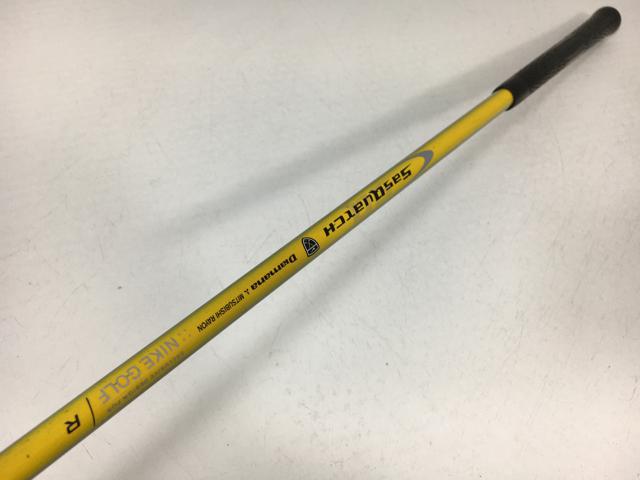 SasQuatch
Diamana
by MITSUBISHI RAYON
NIKE GOLF
R